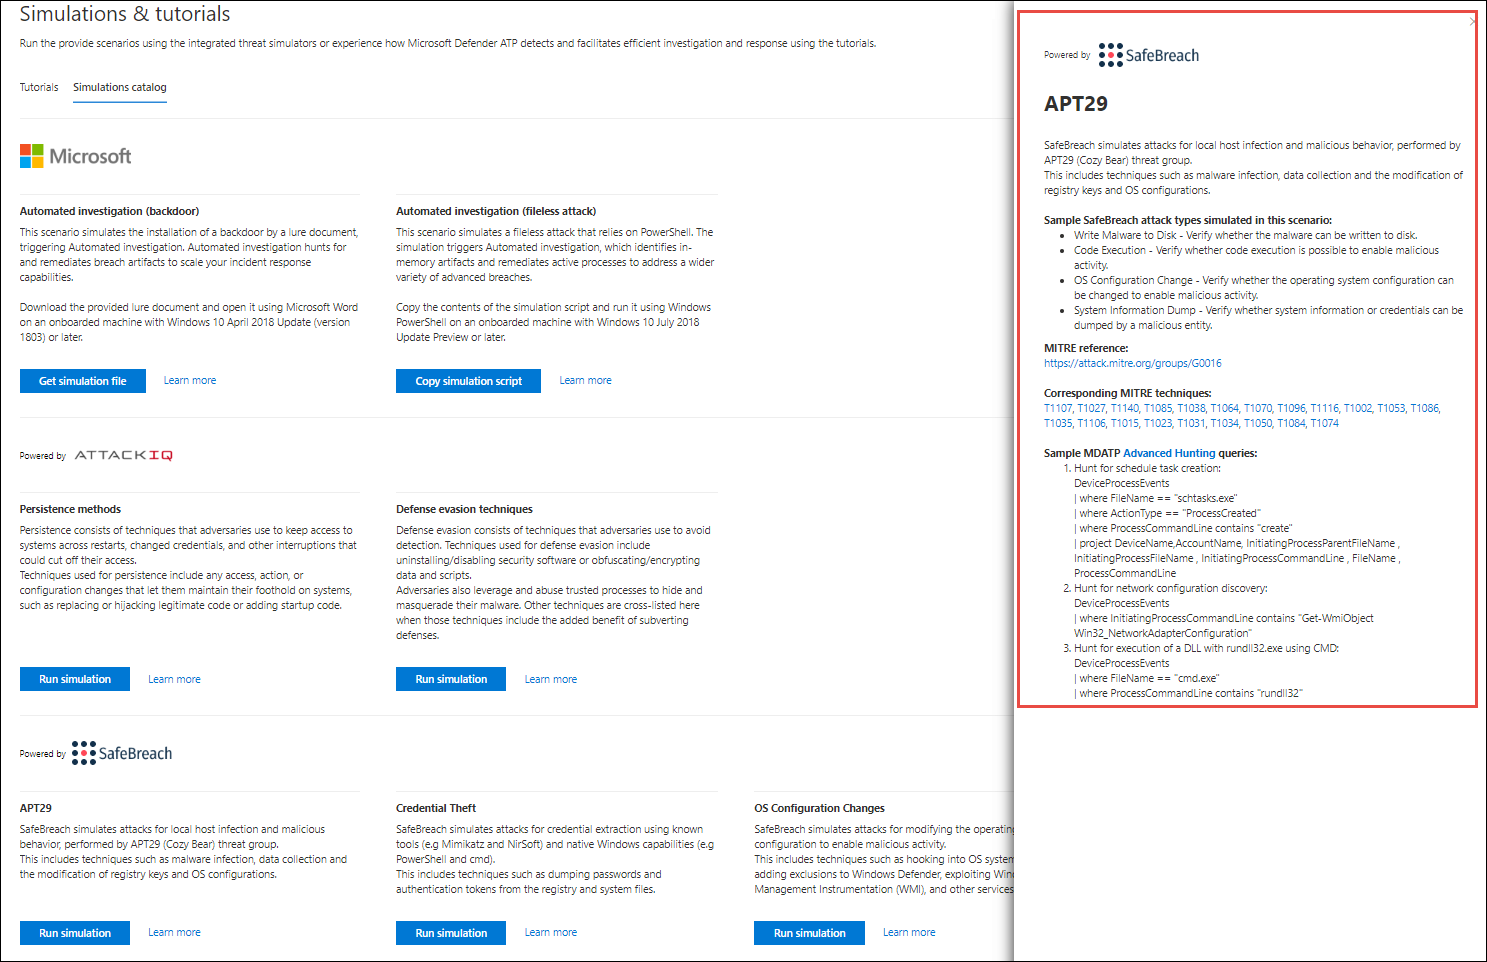 Simulations & tutorials
Run the provide scenarios using the integrated threat simulators or experience how Microsoft Defender ATP detects and facilitates efficient investigation and response using the tutorials.
Tutorials
Simulations catalog
Microsoft
Automated investigation (backdoor)
This scenario simulates the installation of a backdoor by a lure document,
triggering Automated investigation. Automated investigation hunts for
and remediates breach artifacts to scale your incident response
capabilities.
Download the provided lure document and open it using Microsoft Word
on an onboarded machine with Windows 10 April 2018 Update (version
1803) or later.
Get simulation file
Learn more
Automated investigation (fileless attack)
This scenario simulates a fileless attack that relies on PowerShell. The
simulation triggers Automated investigation, which identifies in-
memory artifacts and remediates active processes to address a wider
variety of advanced breaches.
Copy the contents of the simulation script and run it using Windows
PowerShell on an onboarded machine with Windows 10 July 2018
Update Preview or later.
Copy simulation script
Learn more
Powered by ATTACKIQ
Persistence methods
Persistence consists of techniques that adversaries use to keep access to
systems across restarts, changed credentials, and other interruptions that
could cut off their access.
Techniques used for persistence include any access, action, or
configuration changes that let them maintain their foothold on systems,
such as replacing or hijacking legitimate code or adding startup code.
Run simulation
Learn more
Defense evasion techniques
Defense evasion consists of techniques that adversaries use to avoid
detection. Techniques used for defense evasion include
uninstalling/disabling security software or obfuscating/encrypting
data and scripts.
Adversaries also leverage and abuse trusted processes to hide and
masquerade their malware. Other techniques are cross-listed here
when those techniques include the added benefit of subverting
defenses.
Run simulation
Learn more
Powered by SafeBreach
APT29
SafeBreach simulates attacks for local host infection and malicious
behavior, performed by APT29 (Cozy Bear) threat group.
This includes techniques such as malware infection, data collection and
the modification of registry keys and OS configurations.
Run simulation
Learn more
Credential Theft
SafeBreach simulates attacks for credential extraction using known
tools (e.g Mimikatz and NirSoft) and native Windows capabilities (e.g
PowerShell and cmd).
This includes techniques such as dumping passwords and
authentication tokens from the registry and system files.
Run simulation
Learn more
OS Configuration Changes
SafeBreach simulates attacks for modifying the operating
configuration to enable malicious activity.
This includes techniques such as hooking into OS system
adding exclusions to Windows Defender, exploiting
Management Instrumentation (WMI), and other services
Run simulation
Learn more
Powered by SafeBreach
APT29
SafeBreach simulates attacks for local host infection and malicious behavior, performed by
APT29 (Cozy Bear) threat group.
This includes techniques such as malware infection, data collection and the modification of
registry keys and OS configurations.
Sample SafeBreach attack types simulated in this scenario:
• Write Malware to Disk - Verify whether the malware can be written to disk.
• Code Execution - Verify whether code execution is possible to enable malicious
activity.
• OS Configuration Change - Verify whether the operating system configuration can
be changed to enable malicious activity.
• System Information Dump - Verify whether system information or credentials can be
dumped by a malicious entity.
MITRE reference:
https://attack.mitre.org/groups/G0016
Corresponding MITRE techniques:
T1107, T1027, T1140, T1085, T1038, T1064, T1070, T1096, T1116, T1002, T1053, T1086,
T1035, T1106, T1015, T1023, T1031, T1034, T1050, T1084, T1074
Sample MDATP Advanced Hunting queries:
1. Hunt for schedule task creation:
DeviceProcessEvents
| where FileName == "schtasks.exe"
| where ActionType == "ProcessCreated"
| where ProcessCommandLine contains "create"
| project DeviceName,AccountName, InitiatingProcessParentFileName ,
InitiatingProcessFileName , InitiatingProcessCommandLine , FileName ,
ProcessCommandLine
2. Hunt for network configuration discovery:
DeviceProcessEvents
| where InitiatingProcessCommandLine contains "Get-WmiObject
Win32_NetworkAdapterConfiguration"
3. Hunt for execution of a DLL with rundll32.exe using CMD:
DeviceProcessEvents
| where FileName == "cmd.exe"
| where ProcessCommandLine contains "rundll32"